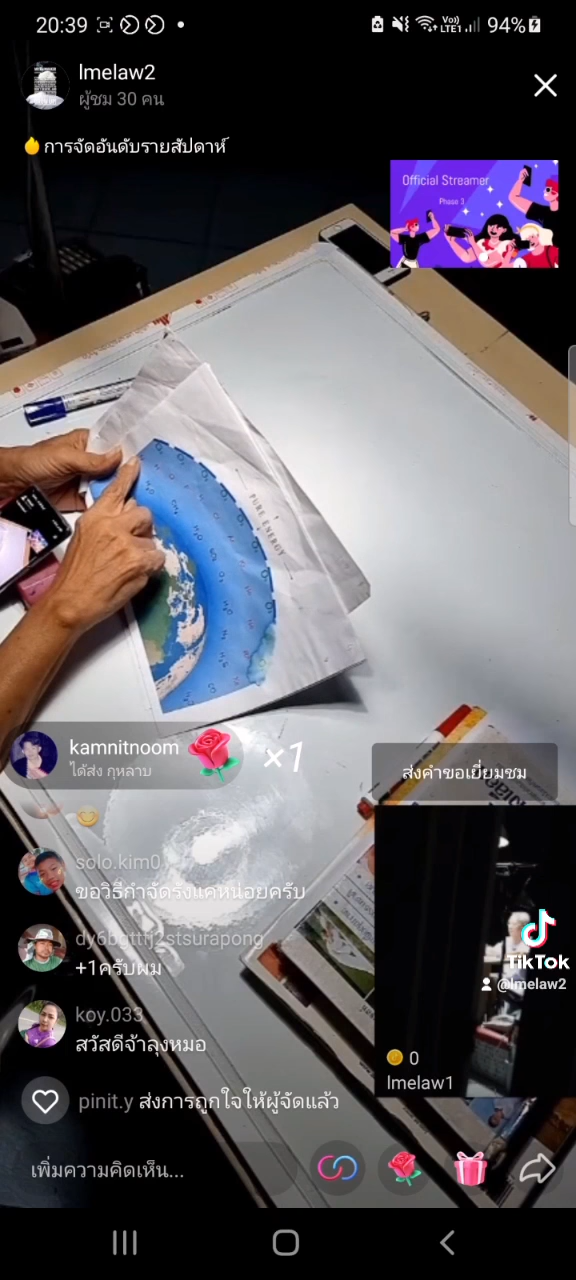 20:39
Vo))
LTE1
94%
lmelaw2
ผู้ชม 30 คน
การจัดอันดับรายสัปดาห์
Official Streamer
Phase 3
PURE ENERGY
kamnitnoom
ได้ส่ง กุหลาบ
×1
ส่งคำขอเยี่ยมชม
solo.kim0
ขอวิธีกำจัดรังแคหน่อยครับ
dy6bgtttj2stsurapong
+1ครับผม
koy.033
สวัสดีจ้าลุงหมอ
TikTok
@lmelaw2
0
lmelaw1
pinit.y ส่งการถูกใจให้ผู้จัดแล้ว
เพิ่มความคิดเห็น...